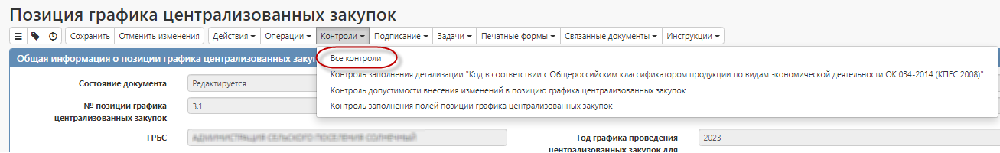 Позиция графика централизованных закупок
Сохранить Отменить изменения Действия Операции Контроли Подписание Задачи Печатные формы Связанные документы Инструкции
Общая информация о позиции графика централизованных закуп
Все контроли
Контроль заполнения детализации "Код в соответствии с Общероссийским классификатором продукции по видам экономической деятельности ОК 034-2014 (КПЕС 2008)"
Контроль допустимости внесения изменений в позицию графика централизованных закупок
Контроль заполнения полей позиции графика централизованных закупок
Состояние документа Редактируется
№ позиции графика
централизованных закупок
3.1
ГРБС АДМИНИСТРАЦИЯ СЕЛЬСКОГО ПОСЕЛЕНИЯ СОЛНЕЧНЫЙ
Год графика проведения
централизованных закупок для
2023